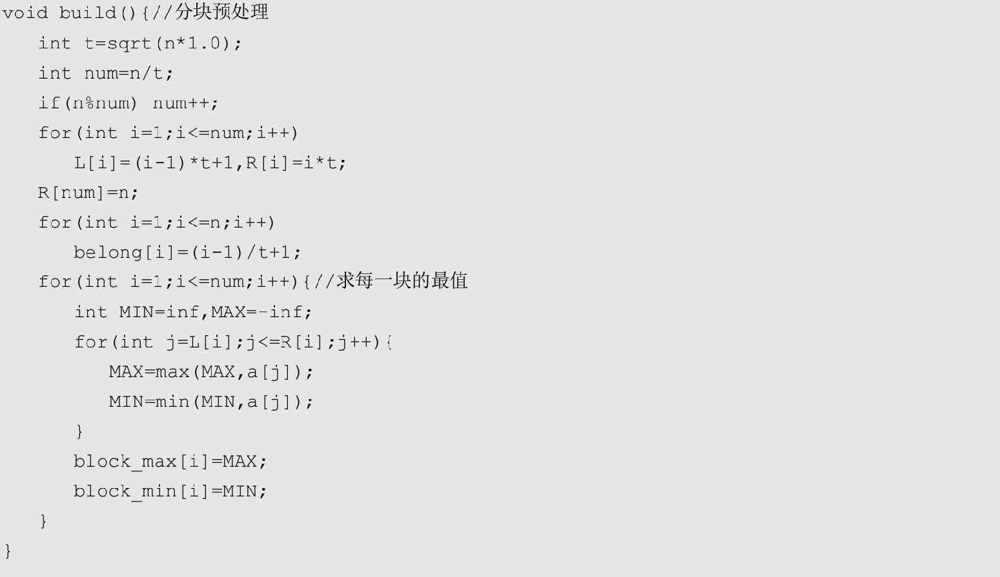 void build(){//分块预处理
int t=sqrt(n*1.0);
int num=n/t;
if(n%num) num++;
for(int i=1;i<=num;i++)
L[i]=(i-1)*t+1,R[i]=i*t;
R[num]=n;
for(int i=1;i<=n;i++)
belong[i]=(i-1)/t+1;
for(int i=1;i<=num;i++){//求每一块的最值
int MIN=inf,MAX=-inf;
for(int j=L[i];j<=R[i];j++){
MAX=max(MAX,a[j]);
MIN=min(MIN,a[j]);
}
block_max[i]=MAX;
block_min[i]=MIN;
}
}